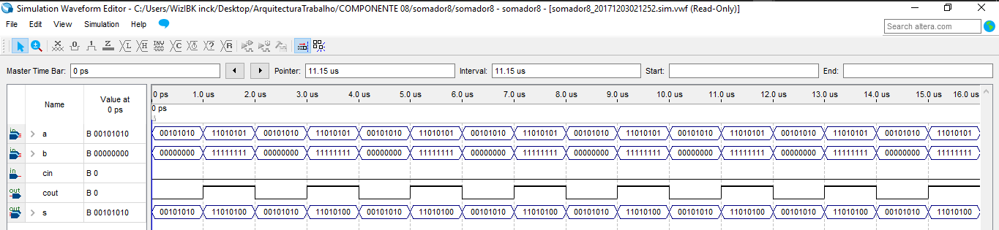 Simulation Waveform Editor - C:/Users/WizIBK inck/Desktop/ArquitecturaTrabalho/COMPONENTE 08/somador8/somador8 - somador8 - [somador8_20171203021252.sim.vwf (Read-Only)]
File Edit View Simulation Help
Search altera.com
Master Time Bar: 0 ps Pointer: 11.15 us Interval: 11.15 us Start: End:
Name Value at 0 ps 0 ps 1.0 us 2.0 us 3.0 us 4.0 us 5.0 us 6.0 us 7.0 us 8.0 us 9.0 us 10.0 us 11.0 us 12.0 us 13.0 us 14.0 us 15.0 us 16.0 us
0 ps
in a B 00101010 00101010 11010101 00101010 11010101 00101010 11010101 00101010 11010101 00101010 11010101 00101010 11010101 00101010 11010101 00101010 11010101
in b B 00000000 00000000 11111111 00000000 11111111 00000000 11111111 00000000 11111111 00000000 11111111 00000000 11111111 00000000 11111111 00000000 11111111
in cin B 0
out cout B 0
out s B 00101010 00101010 11010100 00101010 11010100 00101010 11010100 00101010 11010100 00101010 11010100 00101010 11010100 00101010 11010100 00101010 11010100